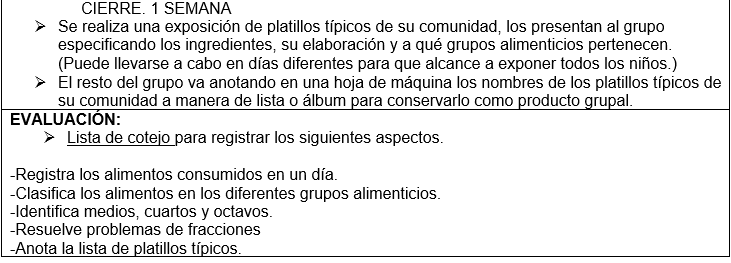 CIERRE. 1 SEMANA
➢ Se realiza una exposición de platillos típicos de su comunidad, los presentan al grupo
especificando los ingredientes, su elaboración y a qué grupos alimenticios pertenecen.
(Puede llevarse a cabo en días diferentes para que alcance a exponer todos los niños.)
➢ El resto del grupo va anotando en una hoja de máquina los nombres de los platillos típicos de
su comunidad a manera de lista o álbum para conservarlo como producto grupal.
EVALUACIÓN:
➢ Lista de cotejo para registrar los siguientes aspectos.
-Registra los alimentos consumidos en un día.
-Clasifica los alimentos en los diferentes grupos alimenticios.
-Identifica medios, cuartos y octavos.
-Resuelve problemas de fracciones
-Anota la lista de platillos típicos.